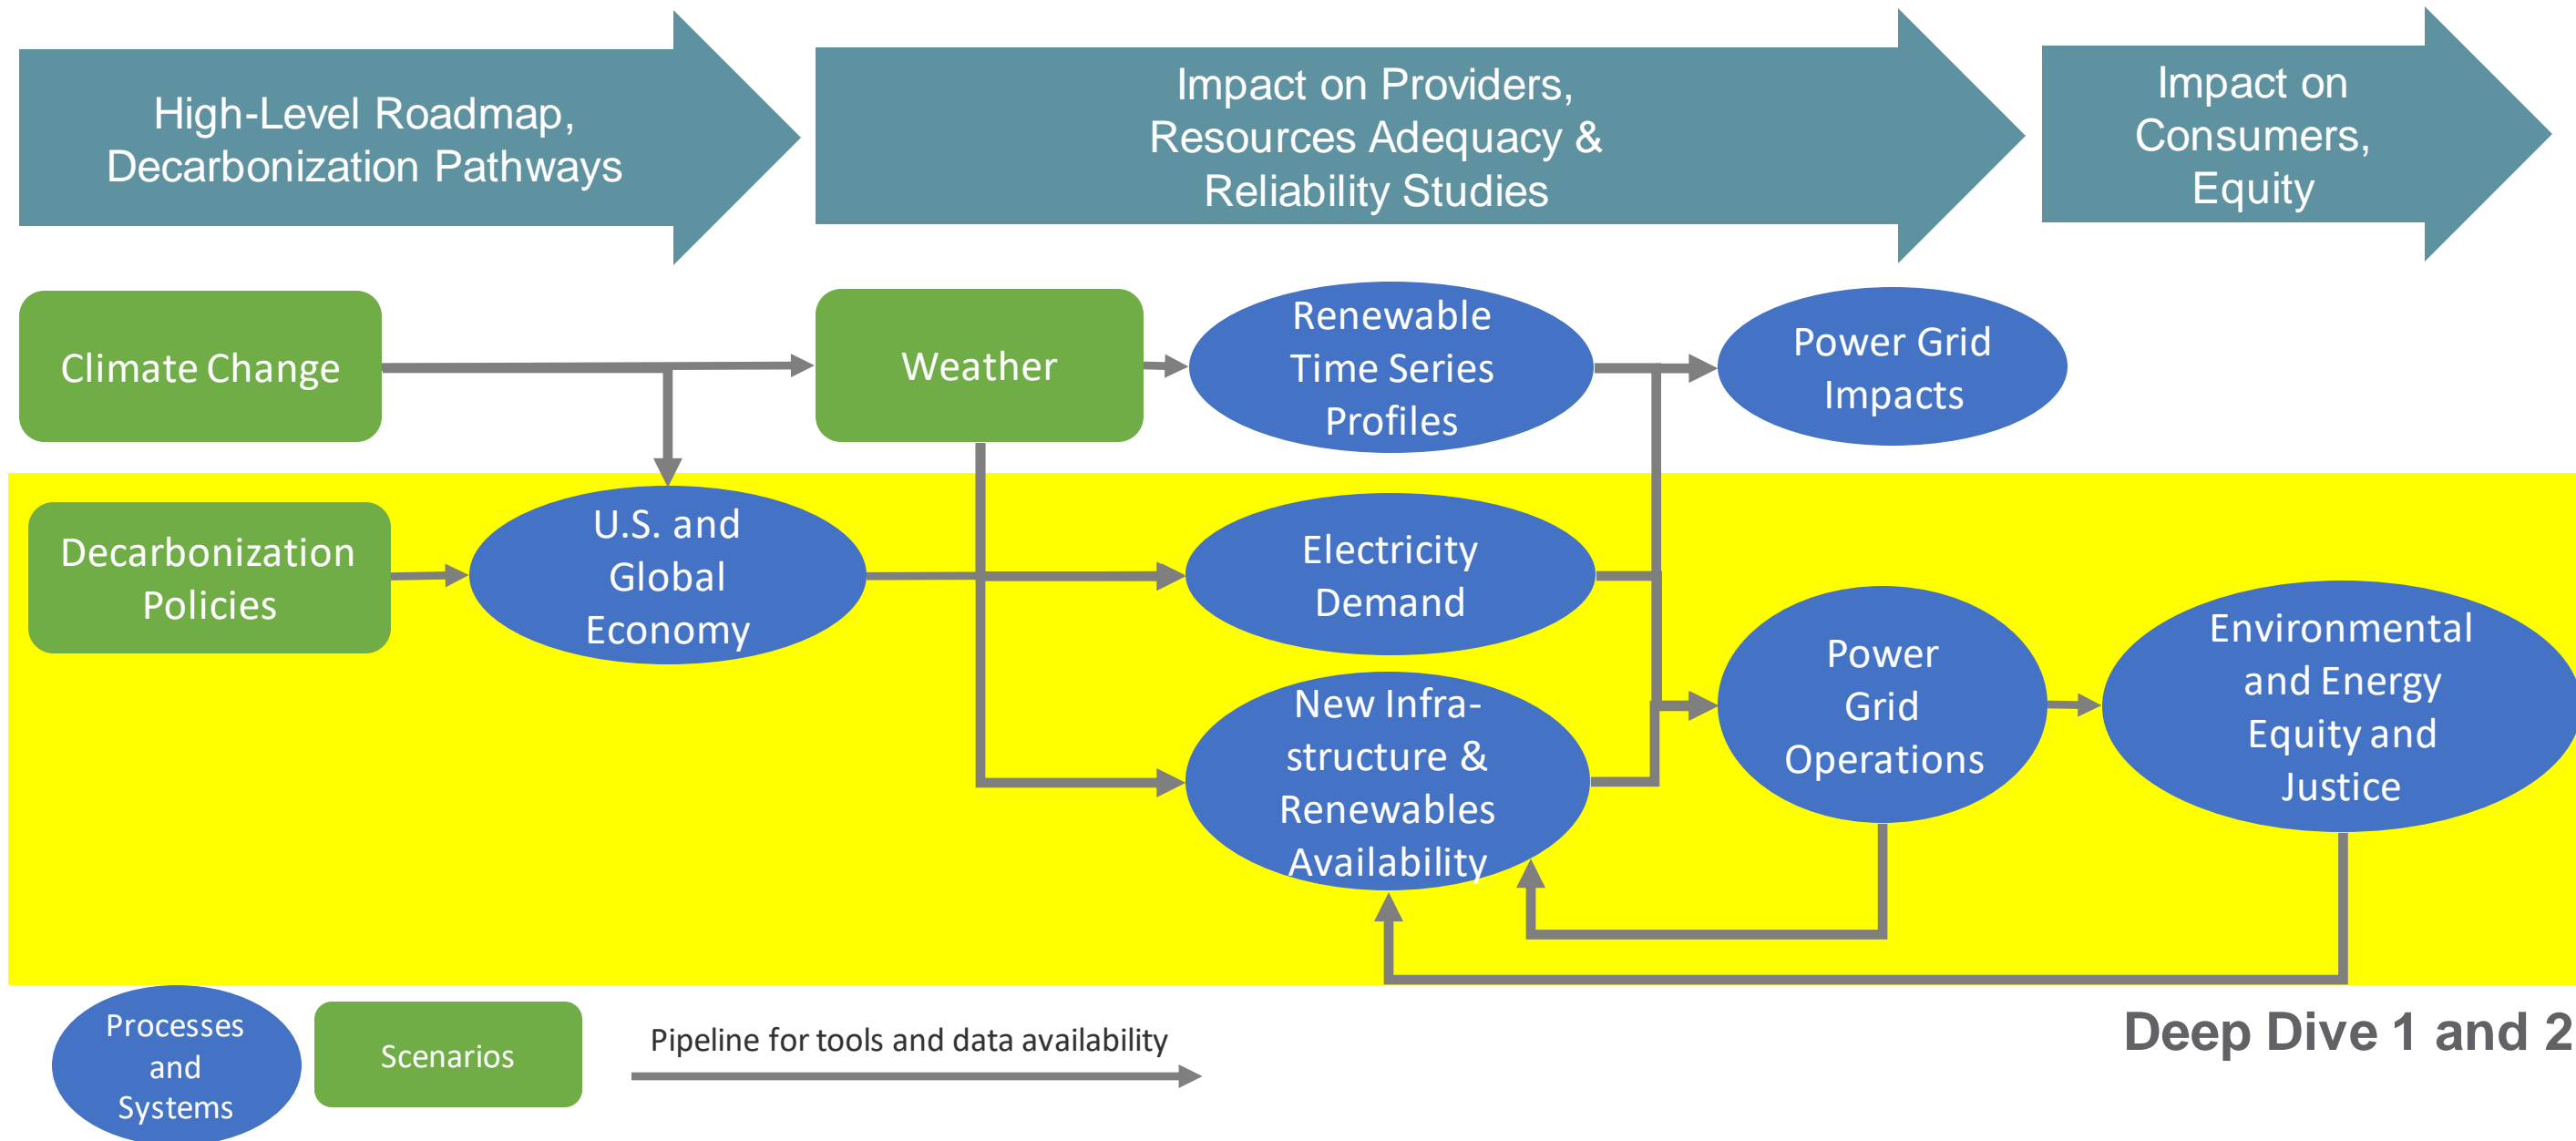 High-Level Roadmap,
Decarbonization Pathways
Impact on Providers,
Resources Adequacy &
Reliability Studies
Impact on
Consumers,
Equity
Climate Change
Weather
Renewable
Time Series
Profiles
Power Grid
Impacts
Decarbonization
Policies
U.S. and
Global
Economy
Electricity
Demand
New Infra-
structure &
Renewables
Availability
Power
Grid
Operations
Environmental
and Energy
Equity and
Justice
Processes
and
Systems
Scenarios
Pipeline for tools and data availability
Deep Dive 1 and 2